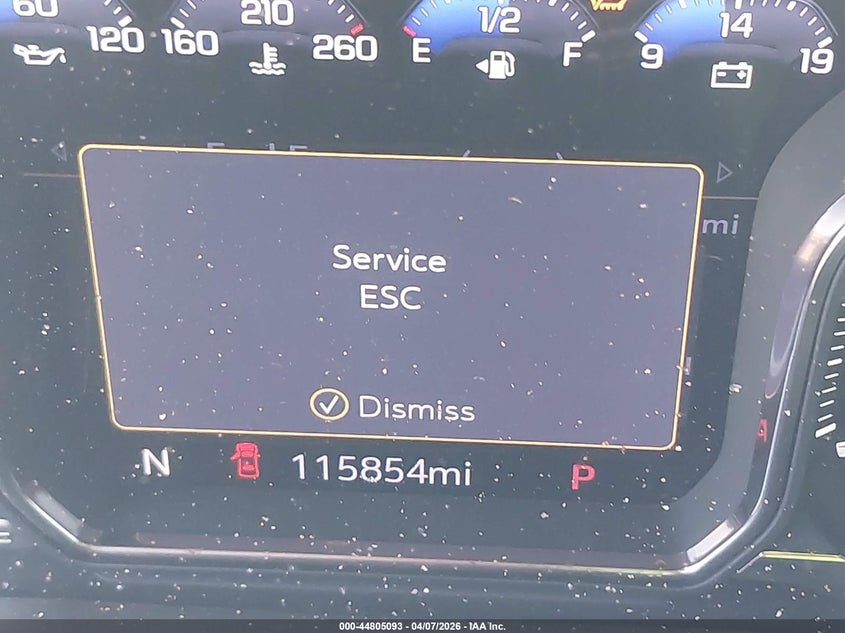 60 120 160 210 260 E 1/2 F 9 14 19
mi
Service
ESC
Dismiss
N 115854mi P
000-44805093 - 04/07/2026 - IAA Inc.